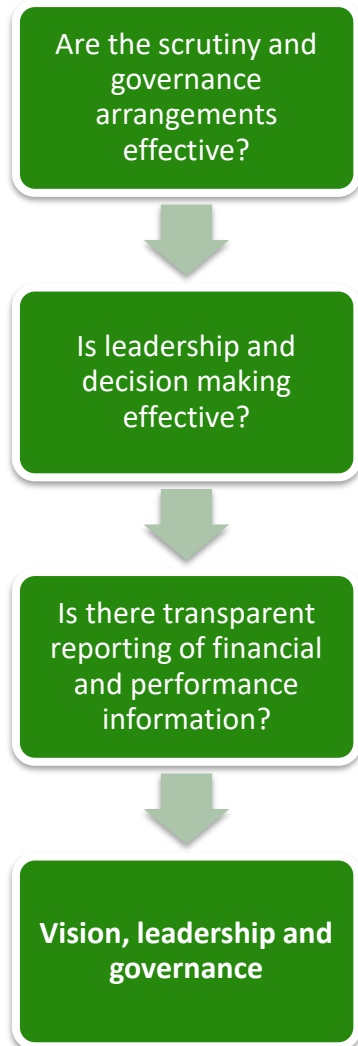 Are the scrutiny and
governance
arrangements
effective?
Is leadership and
decision making
effective?
Is there transparent
reporting of financial
and performance
information?
Vision, leadership and
governance